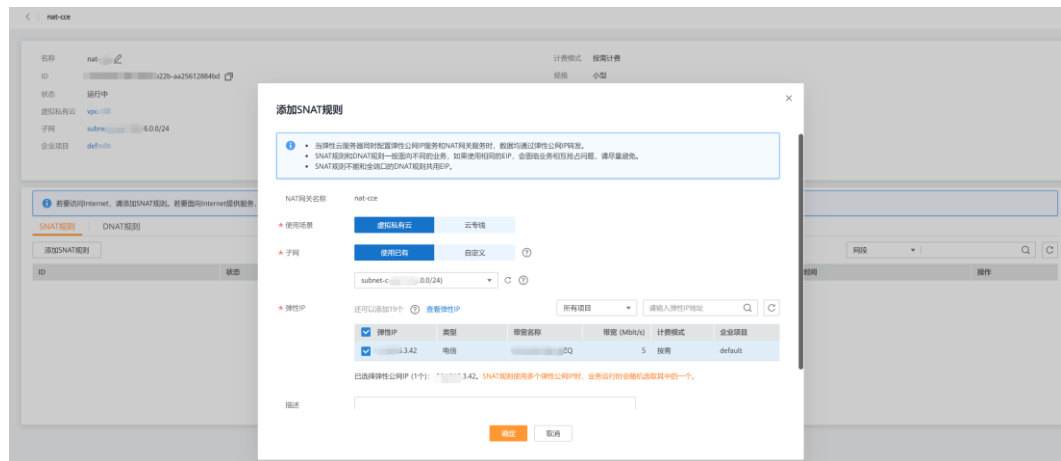 < nat-cce
名称 nat- 计费模式 按需计费
ID b22b-aa25612884bd 规格 小型
状态 运行中
虚拟私有云 vpc-
子网 subne 6.0.0/24)
企业项目 def
若要访问Internet，请添加SNAT规则。若要面向Internet提供服务，
SNAT规则 DNAT规则
添加SNAT规则 网段
ID 状态 时间 操作
添加SNAT规则 ×
当弹性云服务器同时配置弹性公网IP服务和NAT网关服务时，数据均通过弹性公网IP转发。
SNAT规则和DNAT规则一般面向不同的业务，如果使用相同的EIP，会面临业务相互抢占问题，请尽量避免。
SNAT规则不能和全端口的DNAT规则共用EIP。
NAT网关名称 nat-cce
* 使用场景 虚拟私有云 云专线
* 子网 使用已有 自定义
subnet-c .0.0/24)
* 弹性IP 还可以添加19个 查看弹性IP 所有项目 请输入弹性IP地址
弹性IP 类型 带宽名称 带宽 (Mbit/s) 计费模式 企业项目
.3.42 电信 ZQ 5 按需 default
已选择弹性公网IP (1个)： 3.42。SNAT规则使用多个弹性公网IP时，业务运行时会随机选取其中的一个。
描述
确定 取消